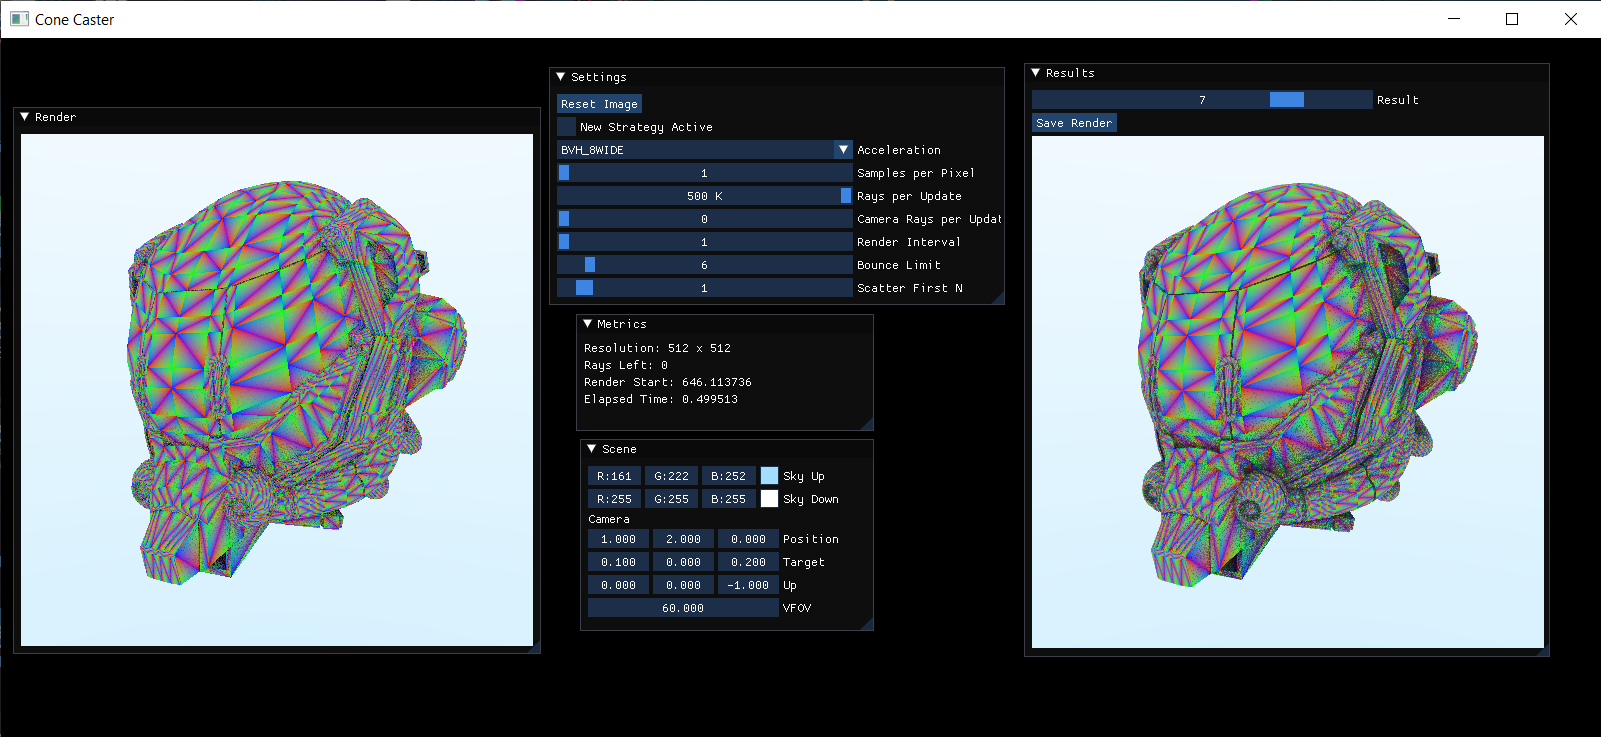 Cone Caster
Render
Settings
Reset Image
New Strategy Active
BVH_8WIDE Acceleration
1 Samples per Pixel
500 K Rays per Update
0 Camera Rays per Updat
1 Render Interval
6 Bounce Limit
1 Scatter First N
Metrics
Resolution: 512 x 512
Rays Left: 0
Render Start: 646.113736
Elapsed Time: 0.499513
Scene
R:161 G:222 B:252 Sky Up
R:255 G:255 B:255 Sky Down
Camera
1.000 2.000 0.000 Position
0.100 0.000 0.200 Target
0.000 0.000 -1.000 Up
60.000 VFOV
Results
7 Result
Save Render